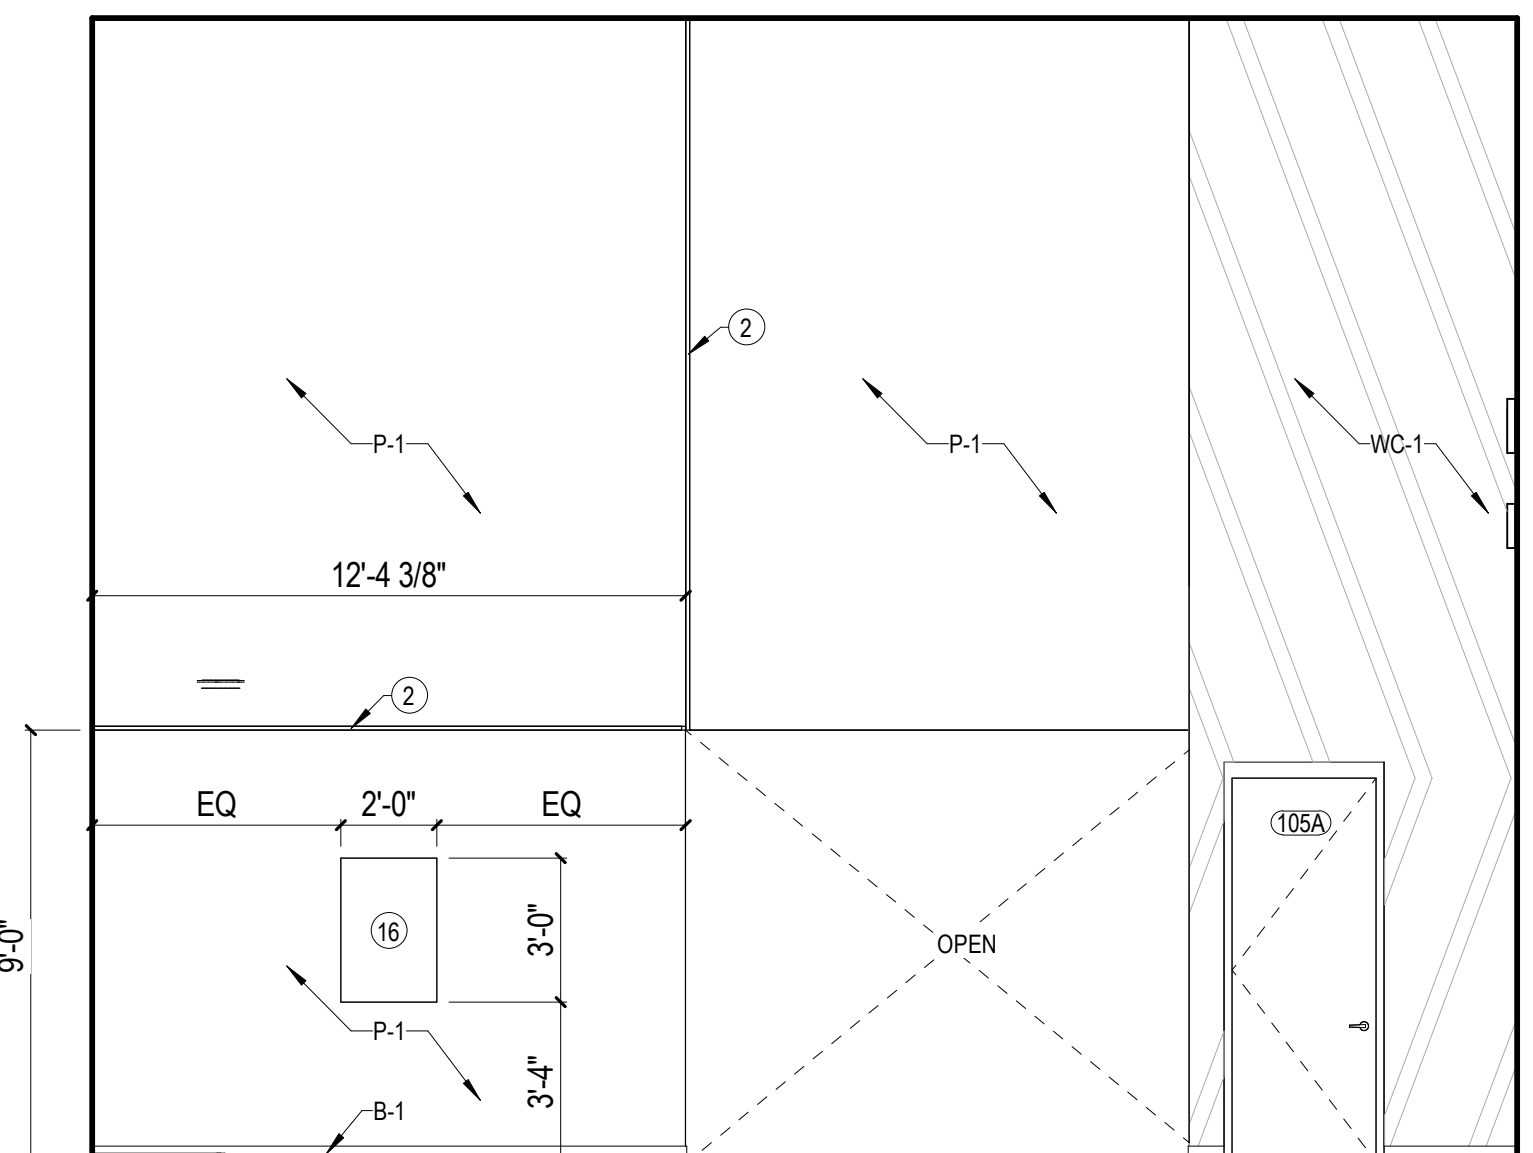 2
P-1
P-1
WC-1
12'-4 3/8"
2
EQ
2'-0"
EQ
105A
16
3'-0"
9'-0"
OPEN
P-1
3'-4"
B-1